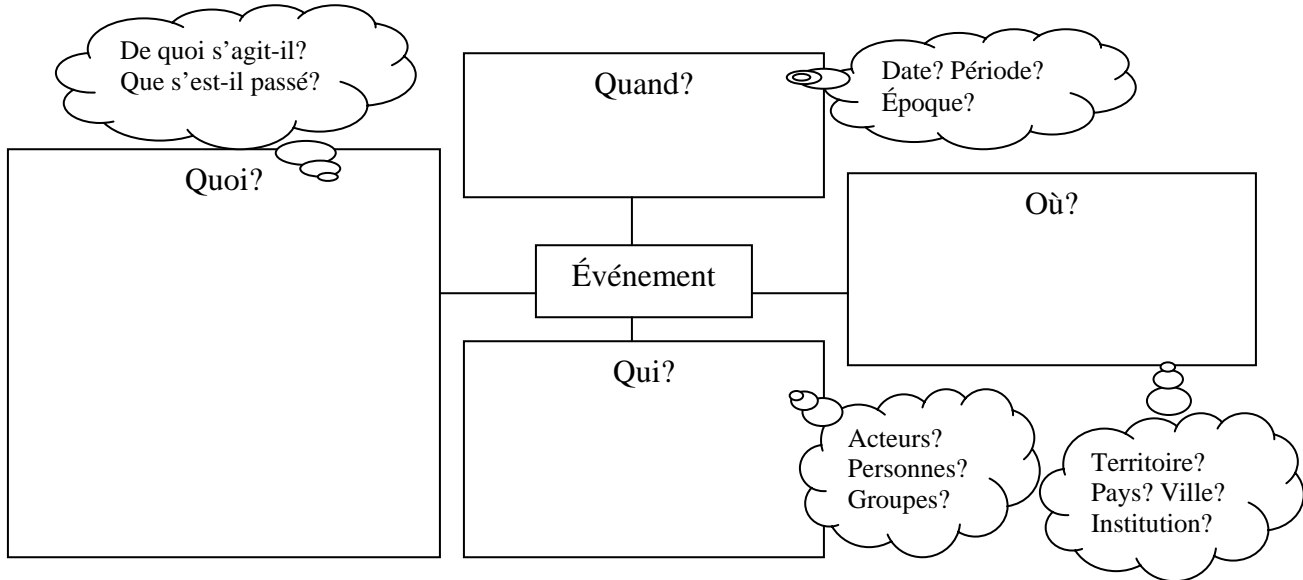 De quoi s'agit-il?
Que s'est-il passé?
Quoi?
Quand?
Date? Période?
Époque?
Où?
Événement
Qui?
Acteurs?
Personnes?
Groupes?
Territoire?
Pays? Ville?
Institution?